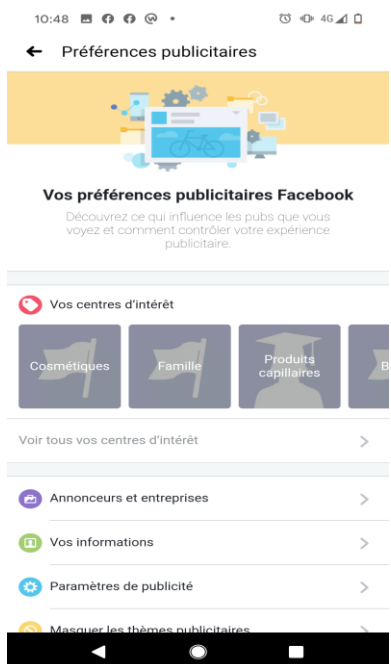 10:48 4G
Préférences publicitaires
Vos préférences publicitaires Facebook
Découvrez ce qui influence les pubs que vous
voyez et comment contrôler votre expérience
publicitaire.
Vos centres d'intérêt
Cosmétiques
Famille
Produits
capillaires
B
Voir tous vos centres d'intérêt
Annonceurs et entreprises
Vos informations
Paramètres de publicité
Masquer les thèmes publicitaires